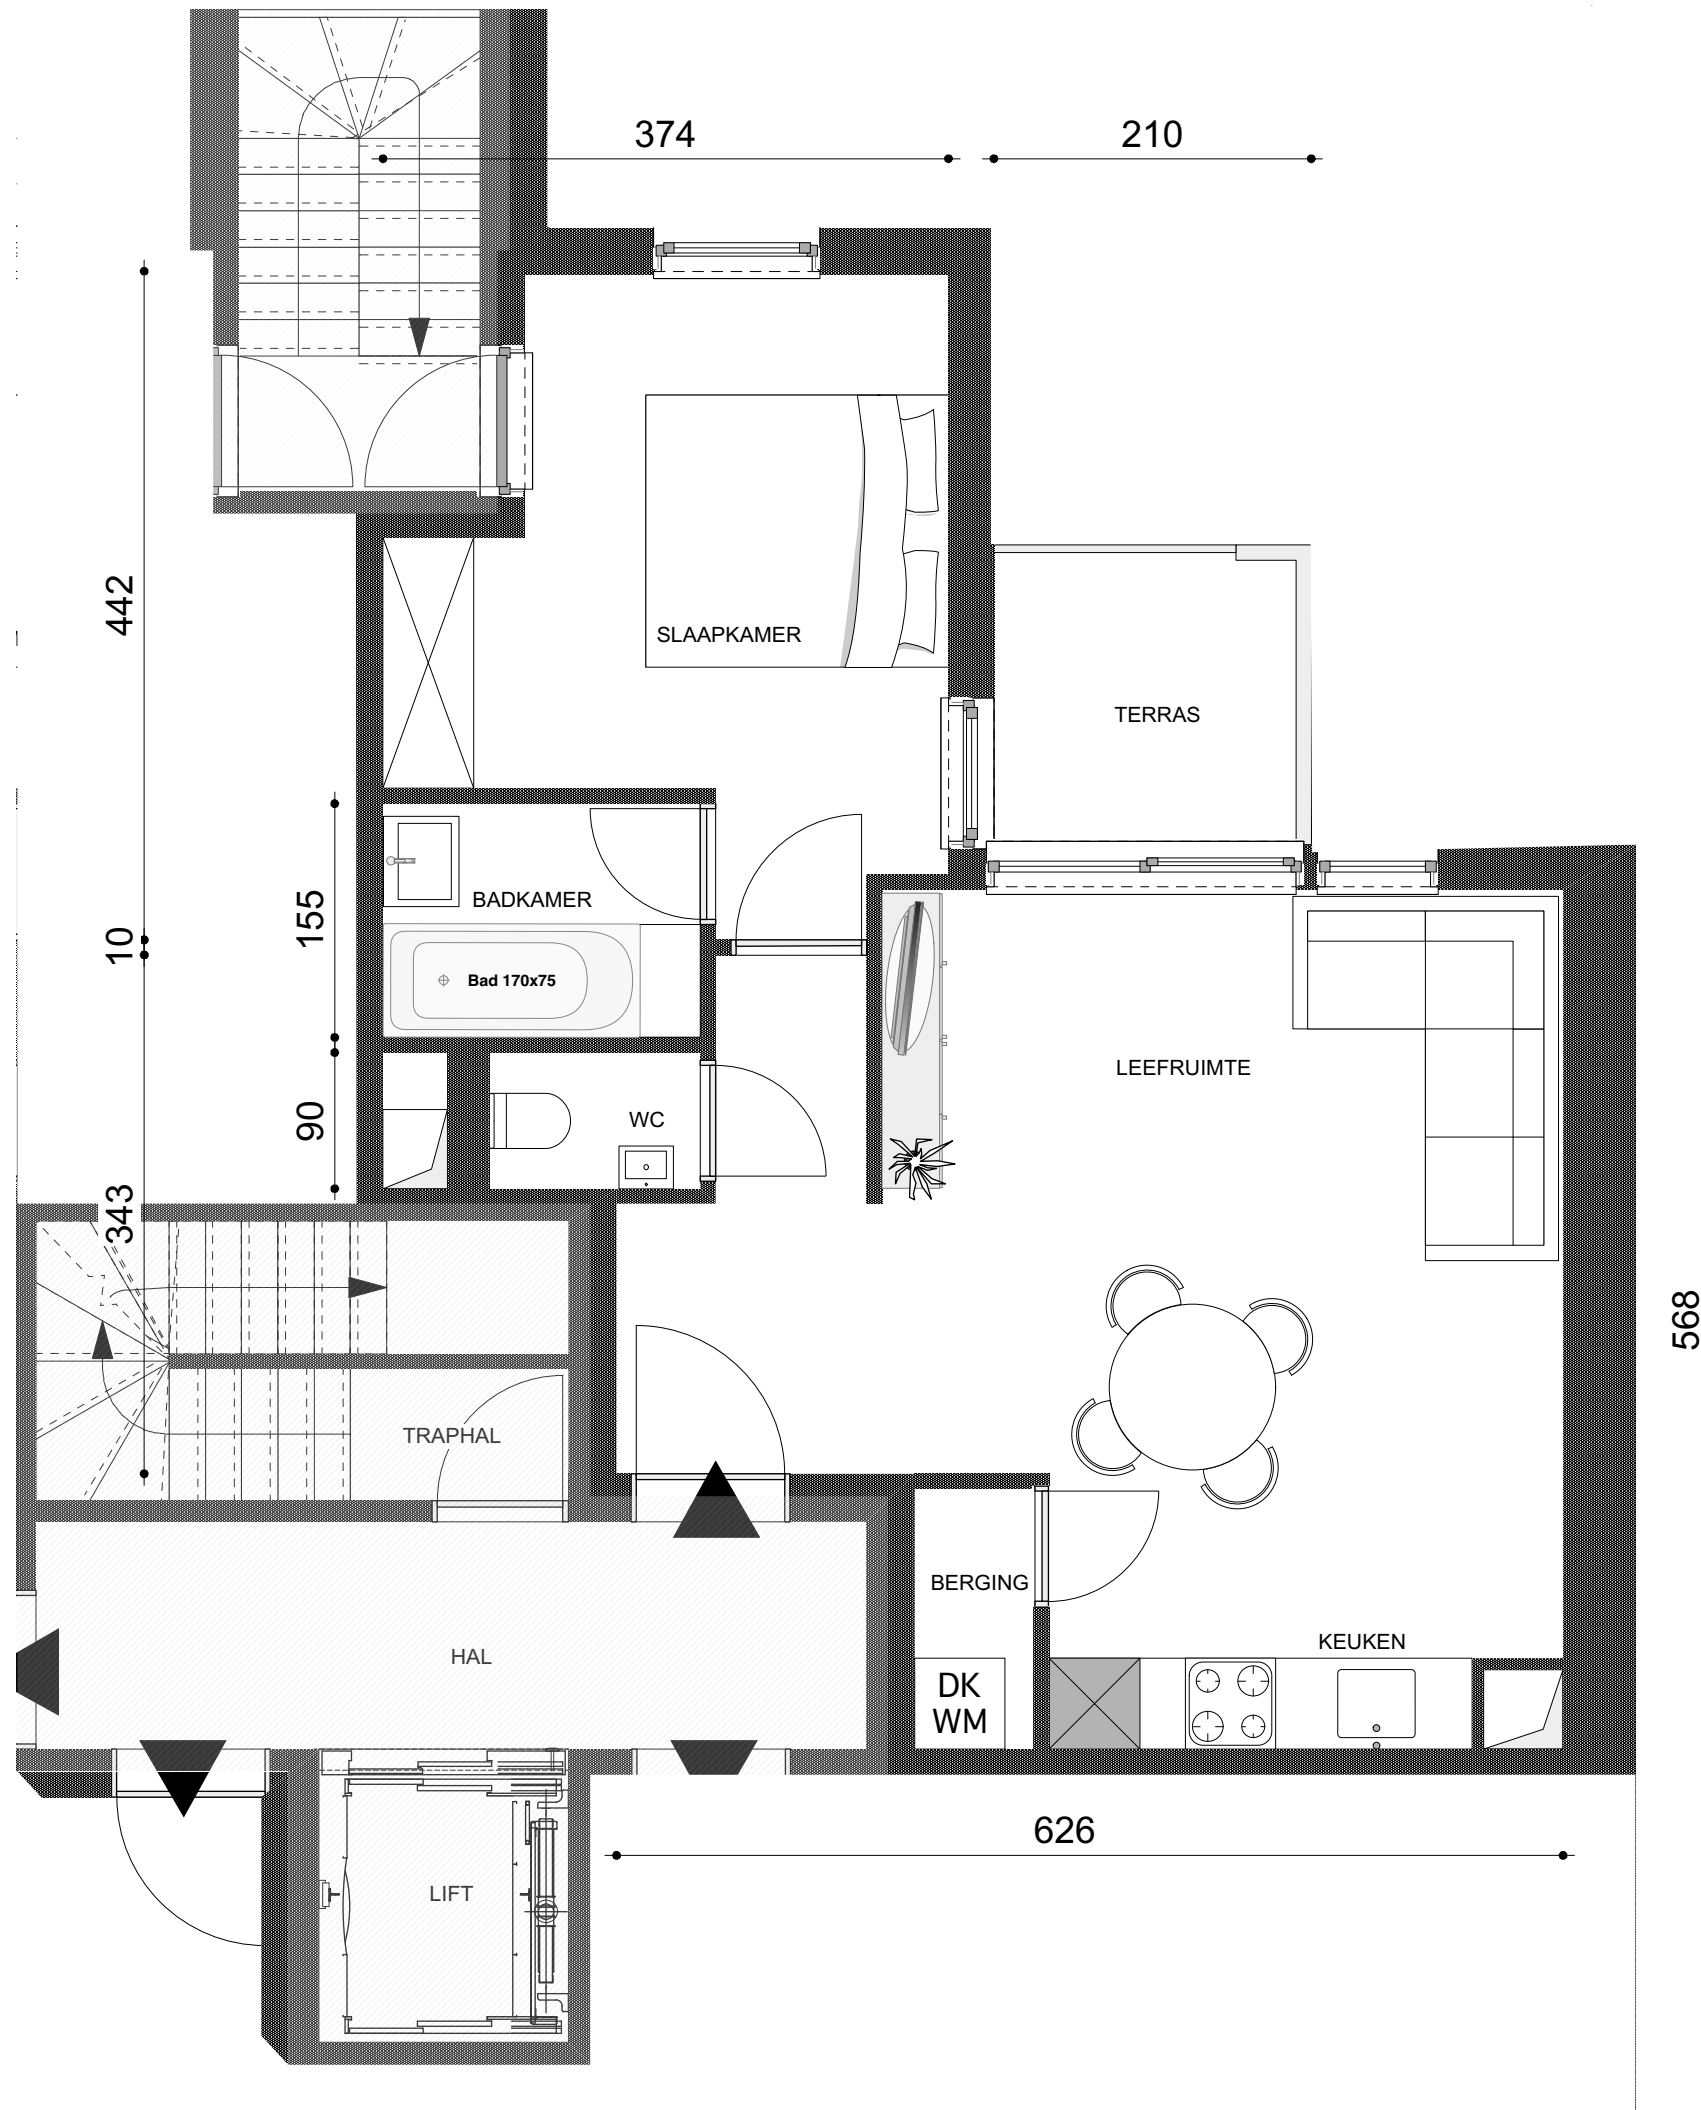 374
210
442
SLAAPKAMER
TERRAS
155
BADKAMER
10
Bad 170x75
LEEFRUIMTE
90
WC
343
568
TRAPHAL
BERGING
KEUKEN
HAL
DK
WM
626
LIFT